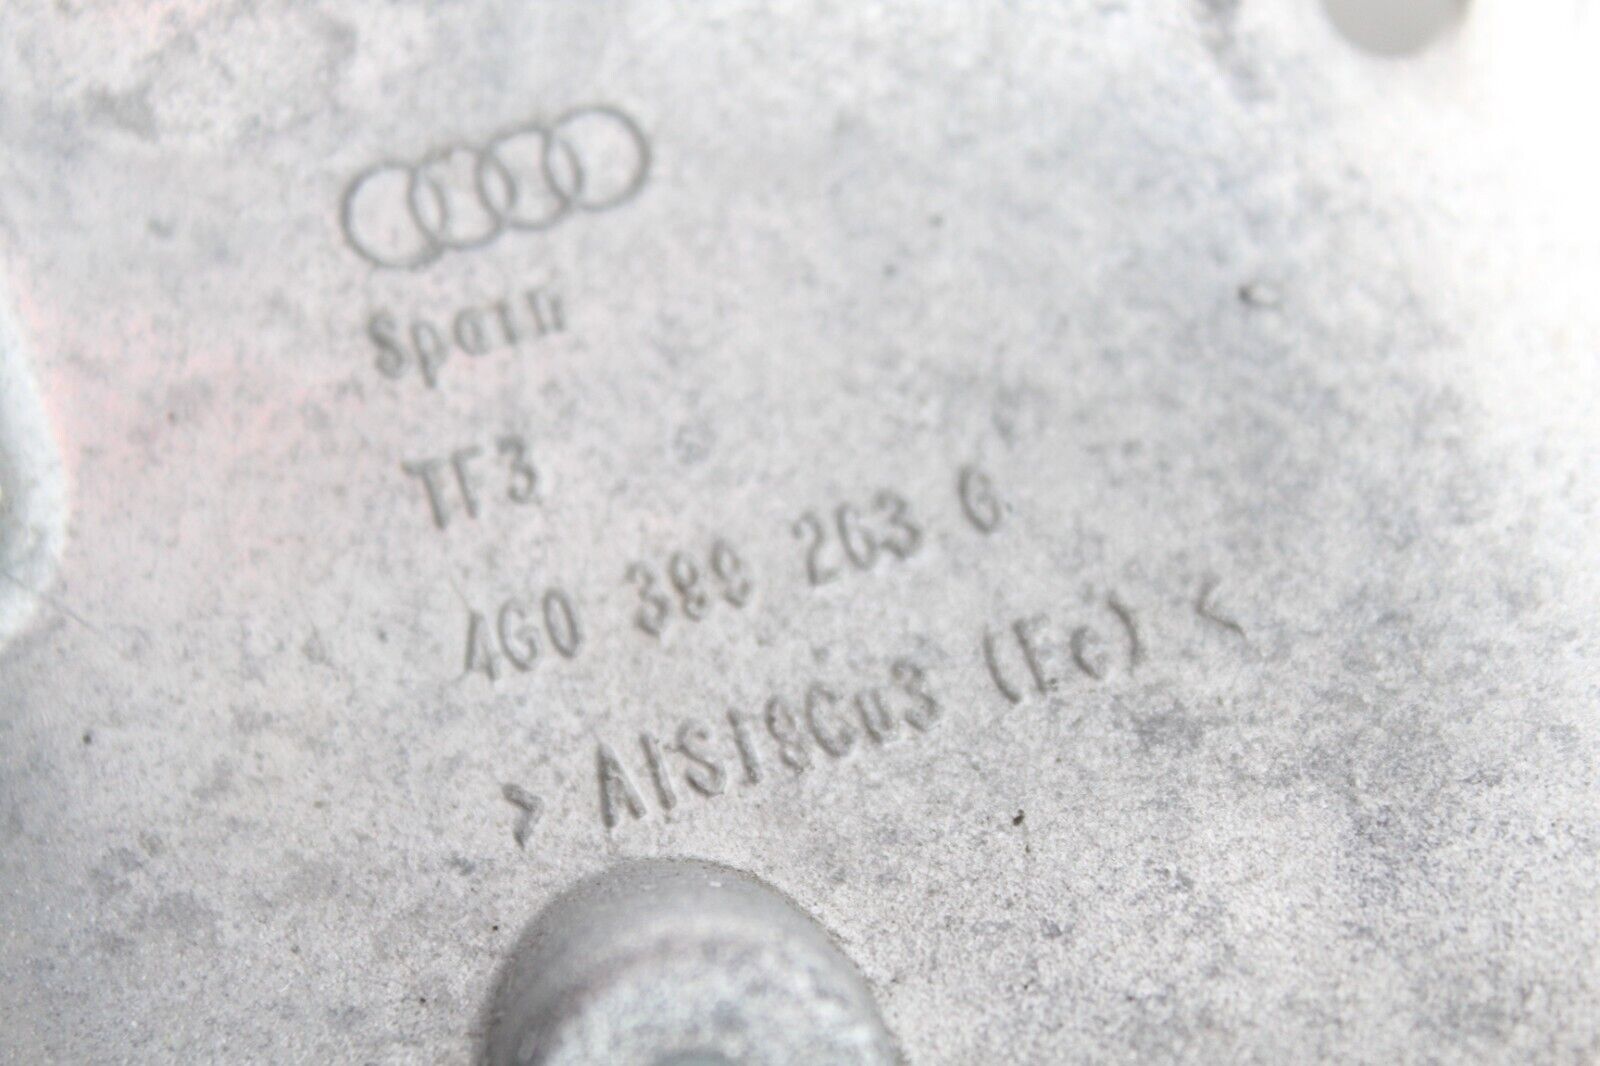 Spain
TF3
4G0 399 263 G
> AlSi9Cu3 (Fe) <